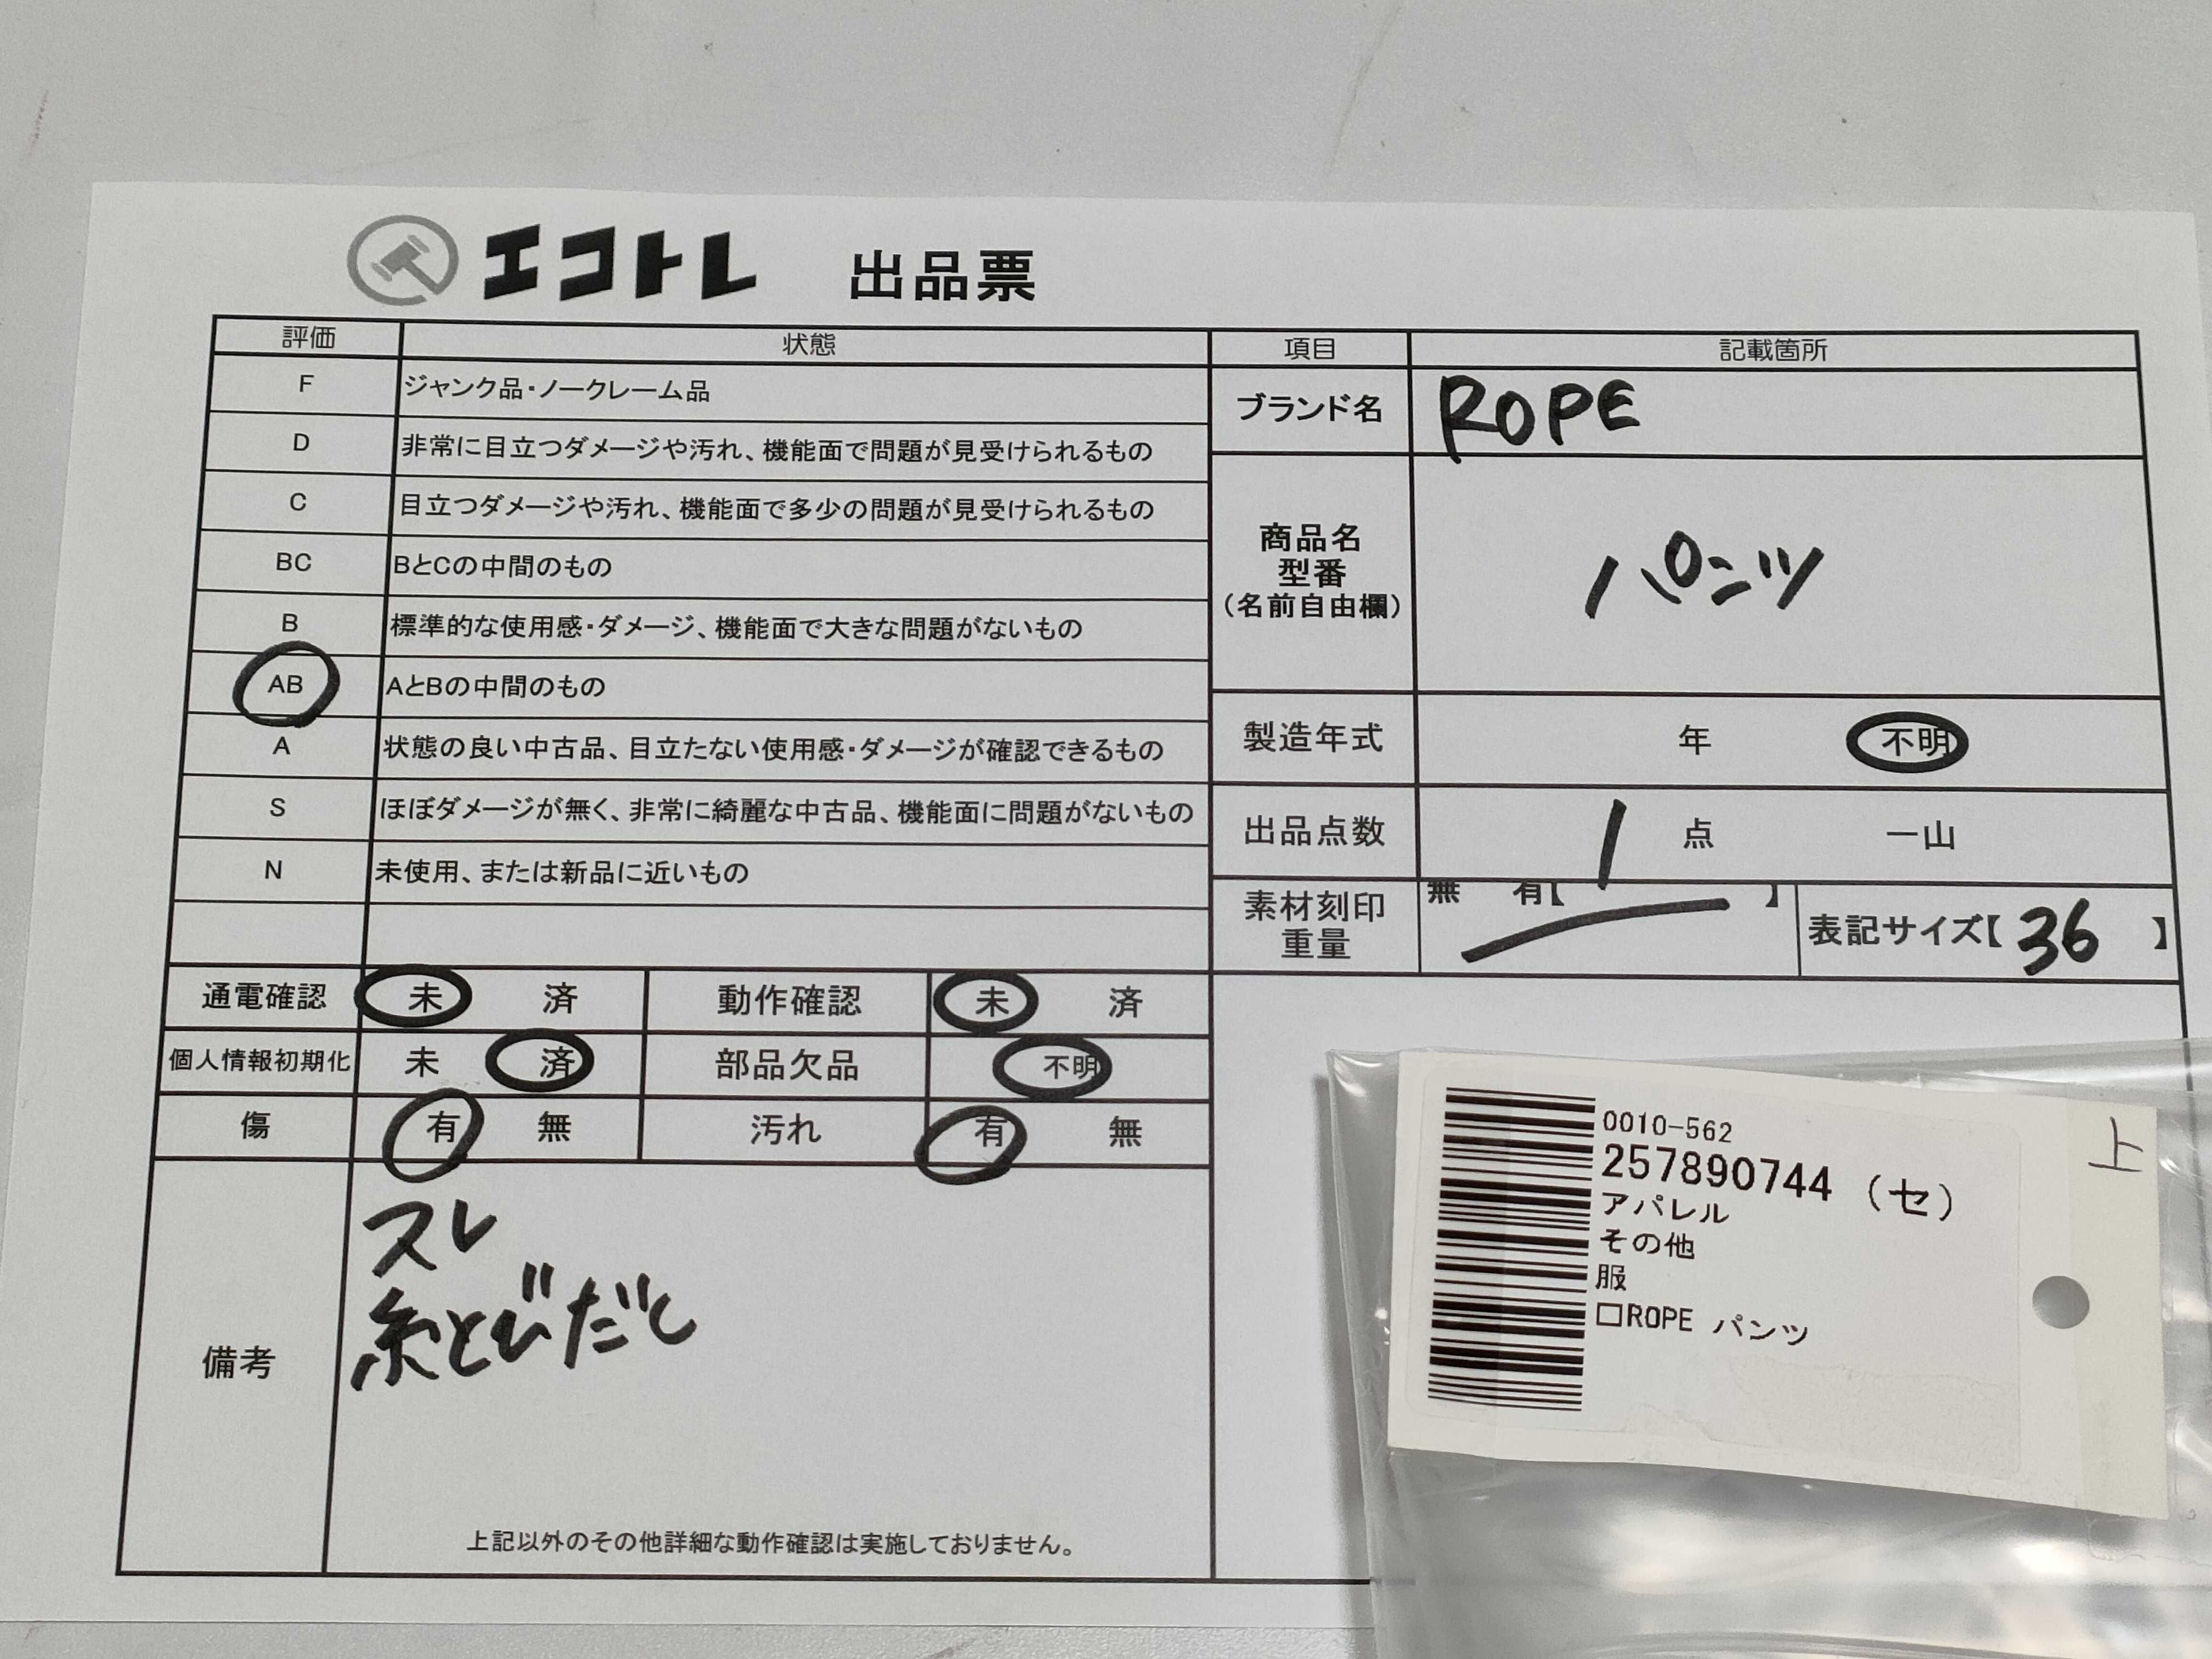 エコトレ 出品票
評価 状態
F ジャンク品・ノークレーム品
D 非常に目立つダメージや汚れ、機能面で問題が見受けられるもの
C 目立つダメージや汚れ、機能面で多少の問題が見受けられるもの
BC BとCの中間のもの
B 標準的な使用感・ダメージ、機能面で大きな問題がないもの
AB AとBの中間のもの
A 状態の良い中古品、目立たない使用感・ダメージが確認できるもの
S ほぼダメージが無く、非常に綺麗な中古品、機能面に問題がないもの
N 未使用、または新品に近いもの
通電確認 未 済 動作確認 未 済
個人情報初期化 未 済 部品欠品 不明
傷 有 無 汚れ 有 無
備考
スレ
糸とびだし
上記以外のその他詳細な動作確認は実施しておりません。
項目 記載箇所
ブランド名 ROPE
商品名
型番
（名前自由欄）
パンツ
製造年式 年 不明
出品点数 1 点 一山
素材刻印
重量
無 有【 】
表記サイズ【 36 】
0010-562
257890744 （セ）
アパレル
その他
服
□ROPE パンツ
上